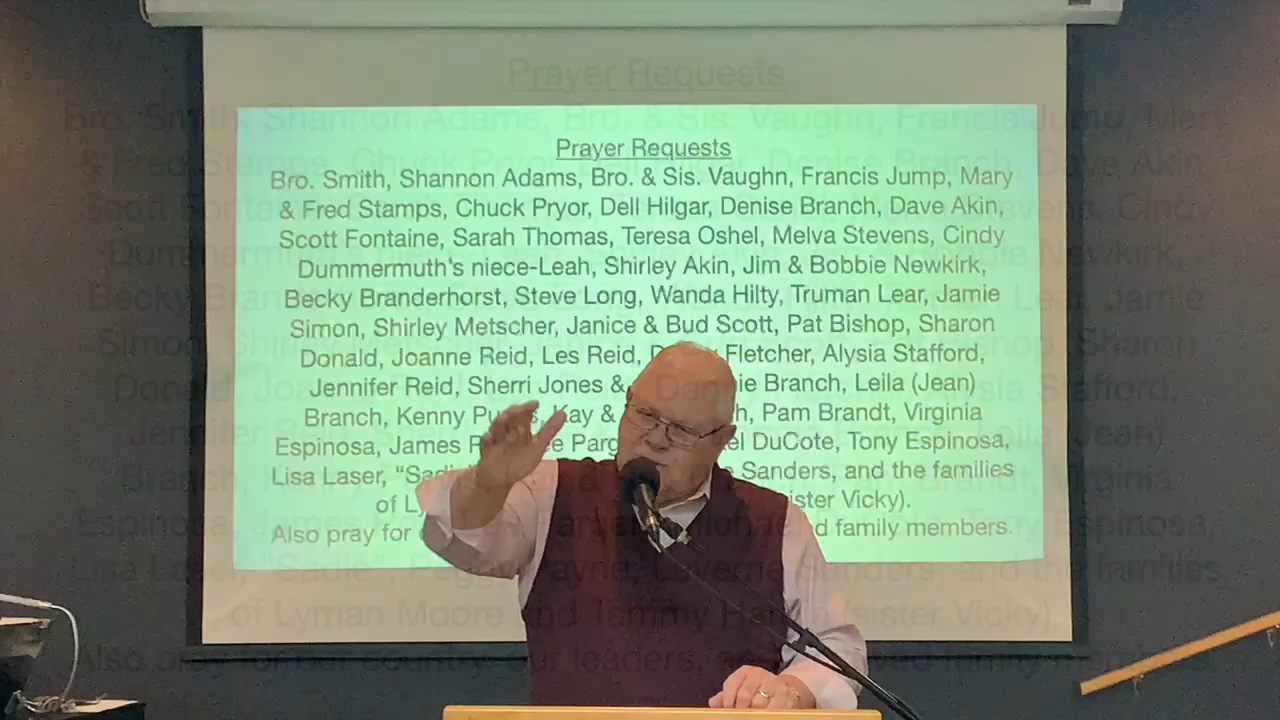 Prayer Requests
Bro. Smith, Shannon Adams, Bro. & Sis. Vaughn, Francis Jump, Mary
& Fred Stamps, Chuck Pryor, Dell Hilgar, Denise Branch, Dave Akin,
Scott Fontaine, Sarah Thomas, Teresa Oshel, Melva Stevens, Cindy
Dummermuth's niece-Leah, Shirley Akin, Jim & Bobbie Newkirk,
Becky Branderhorst, Steve Long, Wanda Hilty, Truman Lear, Jamie
Simon, Shirley Metscher, Janice & Bud Scott, Pat Bishop, Sharon
Donald, Joanne Reid, Les Reid, Fletcher, Alysia Stafford,
Jennifer Reid, Sherri Jones & Branch, Leila (Jean)
Branch, Kenny Kay & Pam Brandt, Virginia
Espinosa, James DuCote, Tony Espinosa,
Lisa Laser, “Sadie”, Sanders, and the families
of Lyman Moore and Tammy (sister Vicky).
Also pray for family members.